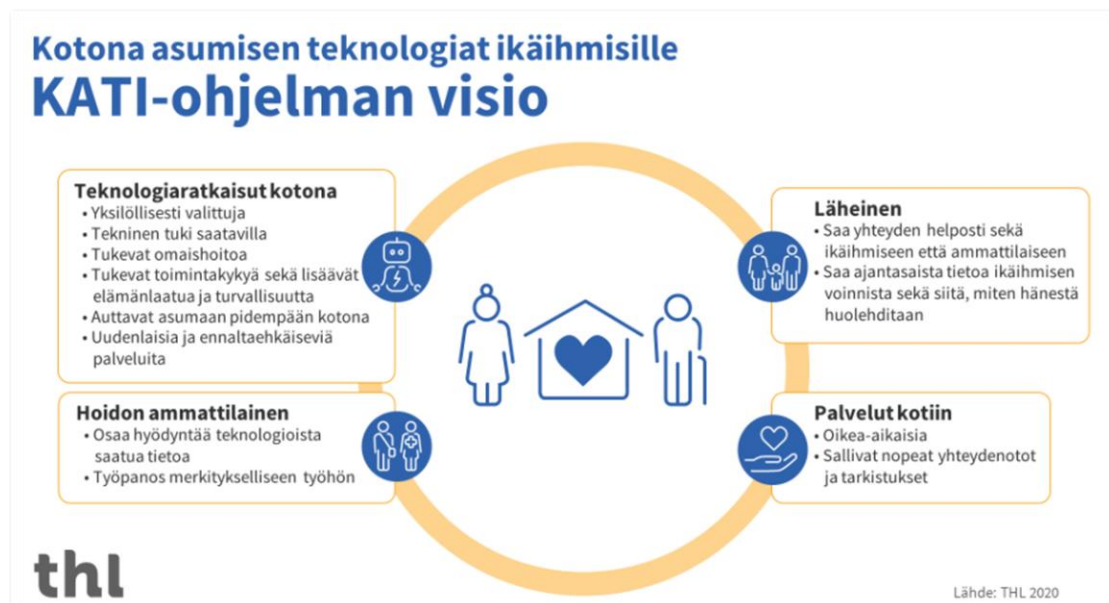 Kotona asumisen teknologiat ikäihmisille
KATI-ohjelman visio
Teknologiaratkaisut kotona
• Yksilöllisesti valittuja
• Tekninen tuki saatavilla
• Tukevat omaishoitoa
• Tukevat toimintakykyä sekä lisäävät
elämänlaatua ja turvallisuutta
• Auttavat asumaan pidempään kotona
• Uudenlaisia ja ennaltaehkäiseviä
palveluita
Hoidon ammattilainen
• Osaa hyödyntää teknologioista
saatua tietoa
• Työpanos merkitykselliseen työhön
Läheinen
• Saa yhteyden helposti sekä
ikäihmiseen että ammattilaiseen
• Saa ajantasaista tietoa ikäihmisen
voinnista sekä siitä, miten hänestä
huolehditaan
Palvelut kotiin
• Oikea-aikaisia
• Sallivat nopeat yhteydenotot
ja tarkistukset
thl
Lähde: THL 2020